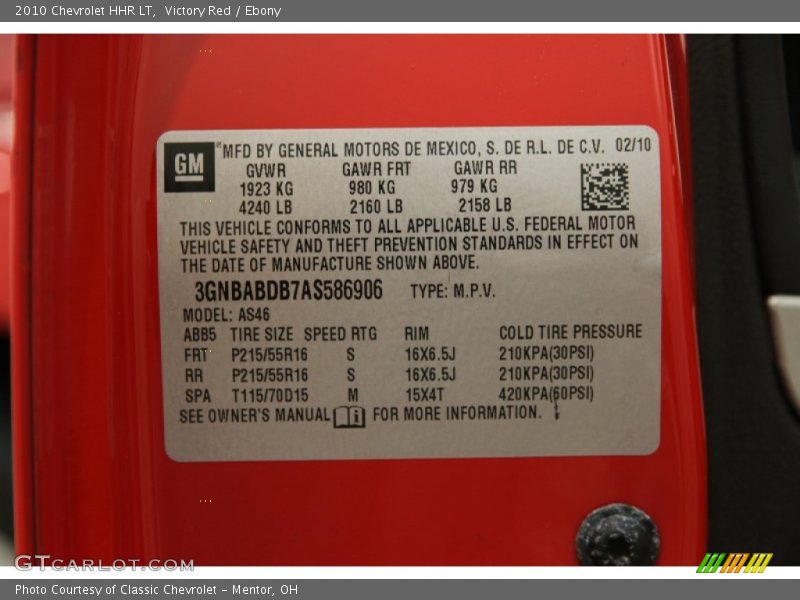 2010 Chevrolet HHR LT,  Victory Red / Ebony
GM
MFD BY GENERAL MOTORS DE MEXICO, S. DE R.L. DE C.V.  02/10
GVWR GAWR FRT GAWR RR
1923 KG 980 KG 979 KG
4240 LB 2160 LB 2158 LB
THIS VEHICLE CONFORMS TO ALL APPLICABLE U.S. FEDERAL MOTOR
VEHICLE SAFETY AND THEFT PREVENTION STANDARDS IN EFFECT ON
THE DATE OF MANUFACTURE SHOWN ABOVE.
3GNBABDB7AS586906 TYPE: M.P.V.
MODEL: AS46
ABB5 TIRE SIZE SPEED RTG RIM COLD TIRE PRESSURE
FRT P215/55R16 S 16X6.5J 210KPA(30PSI)
RR P215/55R16 S 16X6.5J 210KPA(30PSI)
SPA T115/70D15 M 15X4T 420KPA(60PSI)
SEE OWNER'S MANUAL i FOR MORE INFORMATION.
GTCARLOT.COM
Photo Courtesy of Classic Chevrolet - Mentor, OH